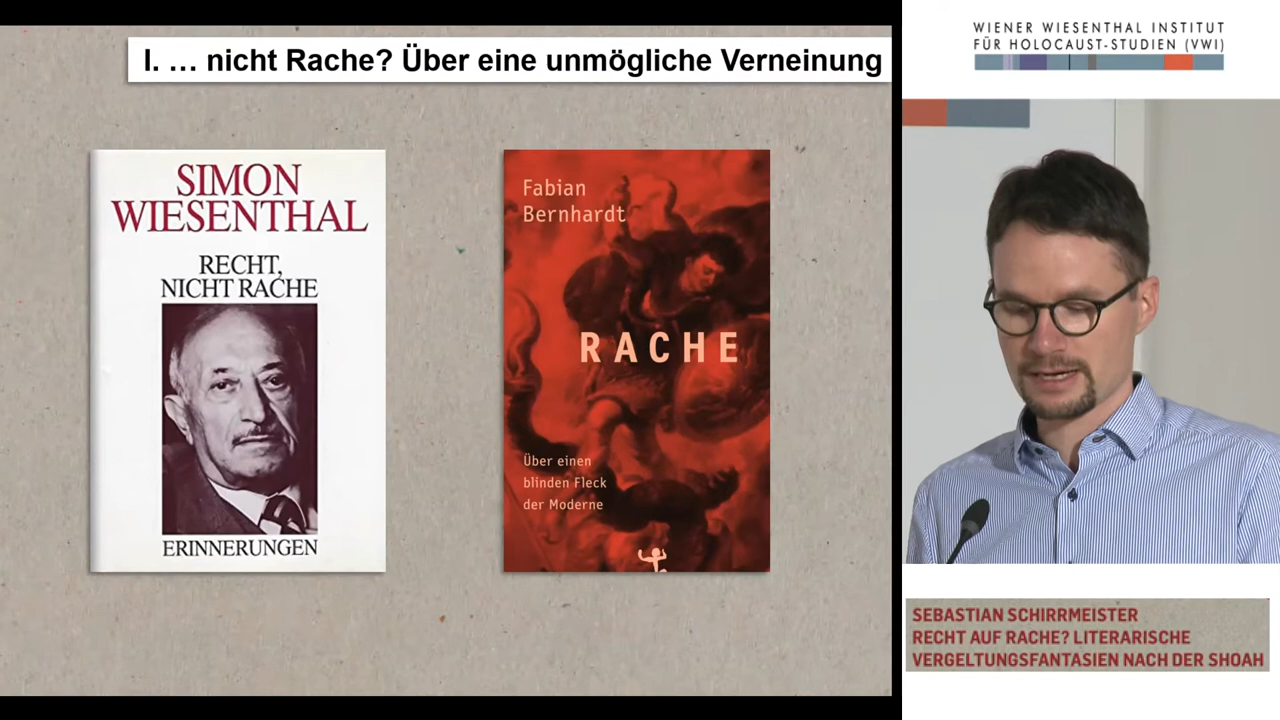 I. … nicht Rache? Über eine unmögliche Verneinung
SIMON
WIESENTHAL
RECHT,
NICHT RACHE
ERINNERUNGEN
Fabian
Bernhardt
RACHE
Über einen
blinden Fleck
der Moderne
WIENER WIESENTHAL INSTITUT
FÜR HOLOCAUST-STUDIEN (VWI)
SEBASTIAN SCHIRRMEISTER
RECHT AUF RACHE? LITERARISCHE
VERGELTUNGSFANTASIEN NACH DER SHOAH